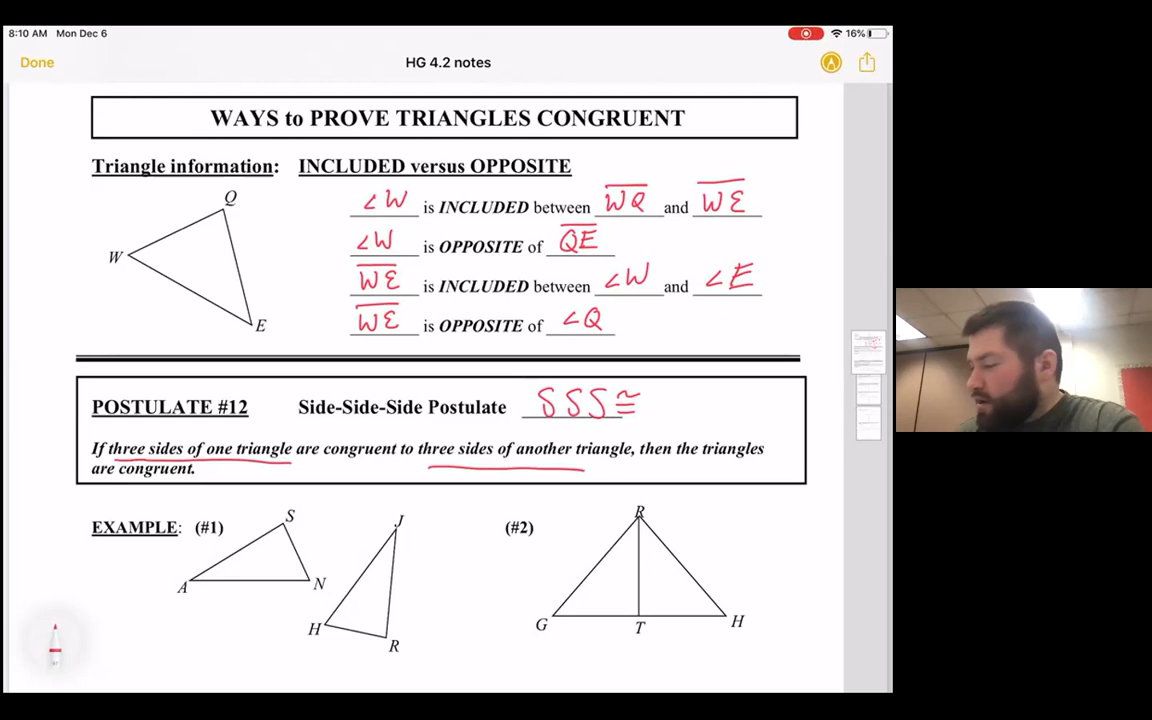 8:10 AM Mon Dec 6
16%
Done
HG 4.2 notes
WAYS to PROVE TRIANGLES CONGRUENT
Triangle information: INCLUDED versus OPPOSITE
∠W is INCLUDED between WQ and WE
∠W is OPPOSITE of QE
WE is INCLUDED between ∠W and ∠E
WE is OPPOSITE of ∠Q
Q
W
E
POSTULATE #12 Side-Side-Side Postulate SSS≅
If three sides of one triangle are congruent to three sides of another triangle, then the triangles
are congruent.
EXAMPLE: (#1)
S
A
N
J
H
R
(#2)
R
G
T
H